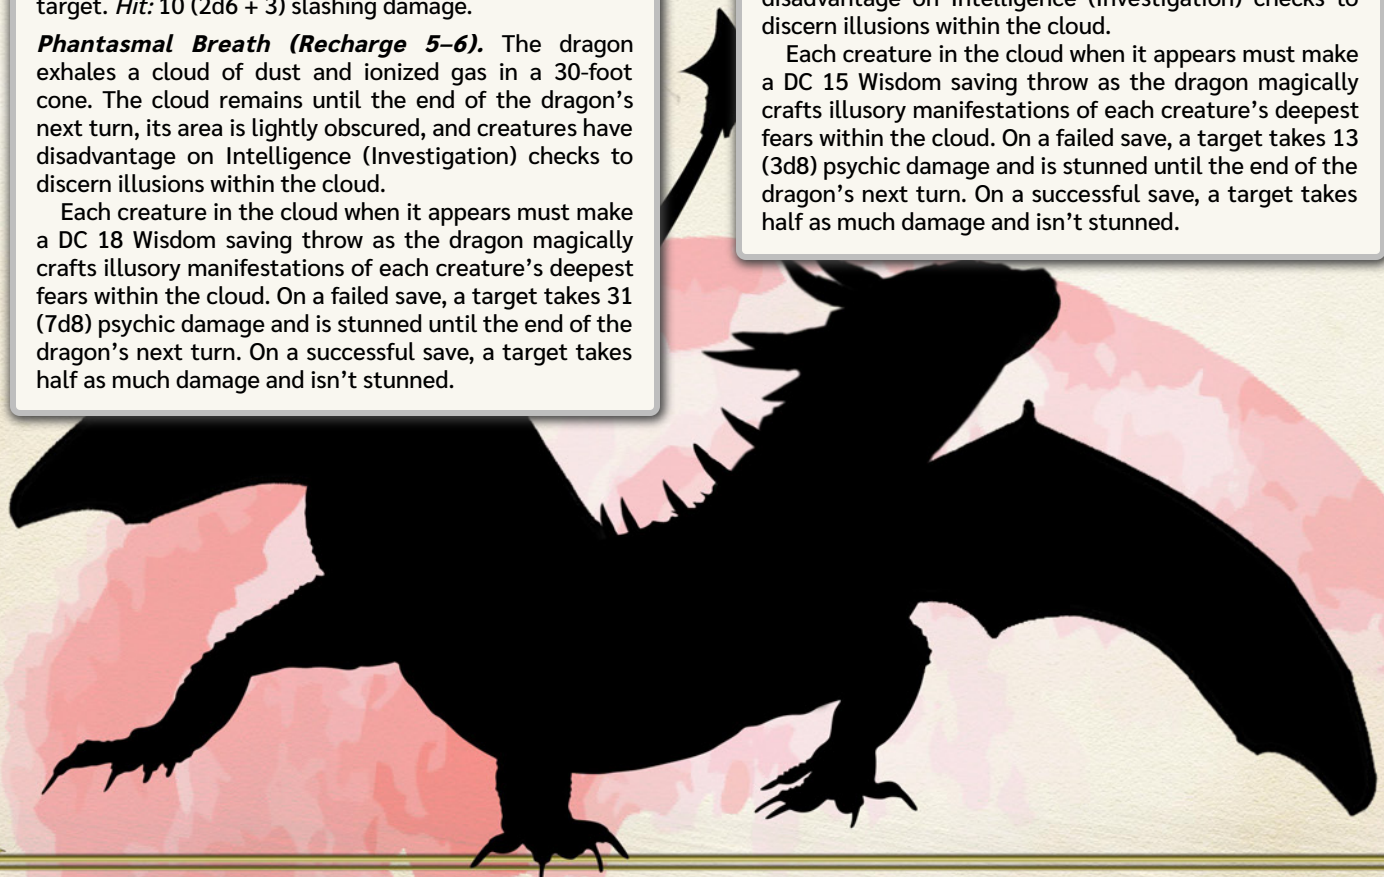 target. Hit: 10 (2d6 + 3) slashing damage.
Phantasmal Breath (Recharge 5–6). The dragon
exhales a cloud of dust and ionized gas in a 30-foot
cone. The cloud remains until the end of the dragon’s
next turn, its area is lightly obscured, and creatures have
disadvantage on Intelligence (Investigation) checks to
discern illusions within the cloud.
Each creature in the cloud when it appears must make
a DC 18 Wisdom saving throw as the dragon magically
crafts illusory manifestations of each creature’s deepest
fears within the cloud. On a failed save, a target takes 31
(7d8) psychic damage and is stunned until the end of the
dragon’s next turn. On a successful save, a target takes
half as much damage and isn’t stunned.
disadvantage on Intelligence (Investigation) checks to
discern illusions within the cloud.
Each creature in the cloud when it appears must make
a DC 15 Wisdom saving throw as the dragon magically
crafts illusory manifestations of each creature’s deepest
fears within the cloud. On a failed save, a target takes 13
(3d8) psychic damage and is stunned until the end of the
dragon’s next turn. On a successful save, a target takes
half as much damage and isn’t stunned.